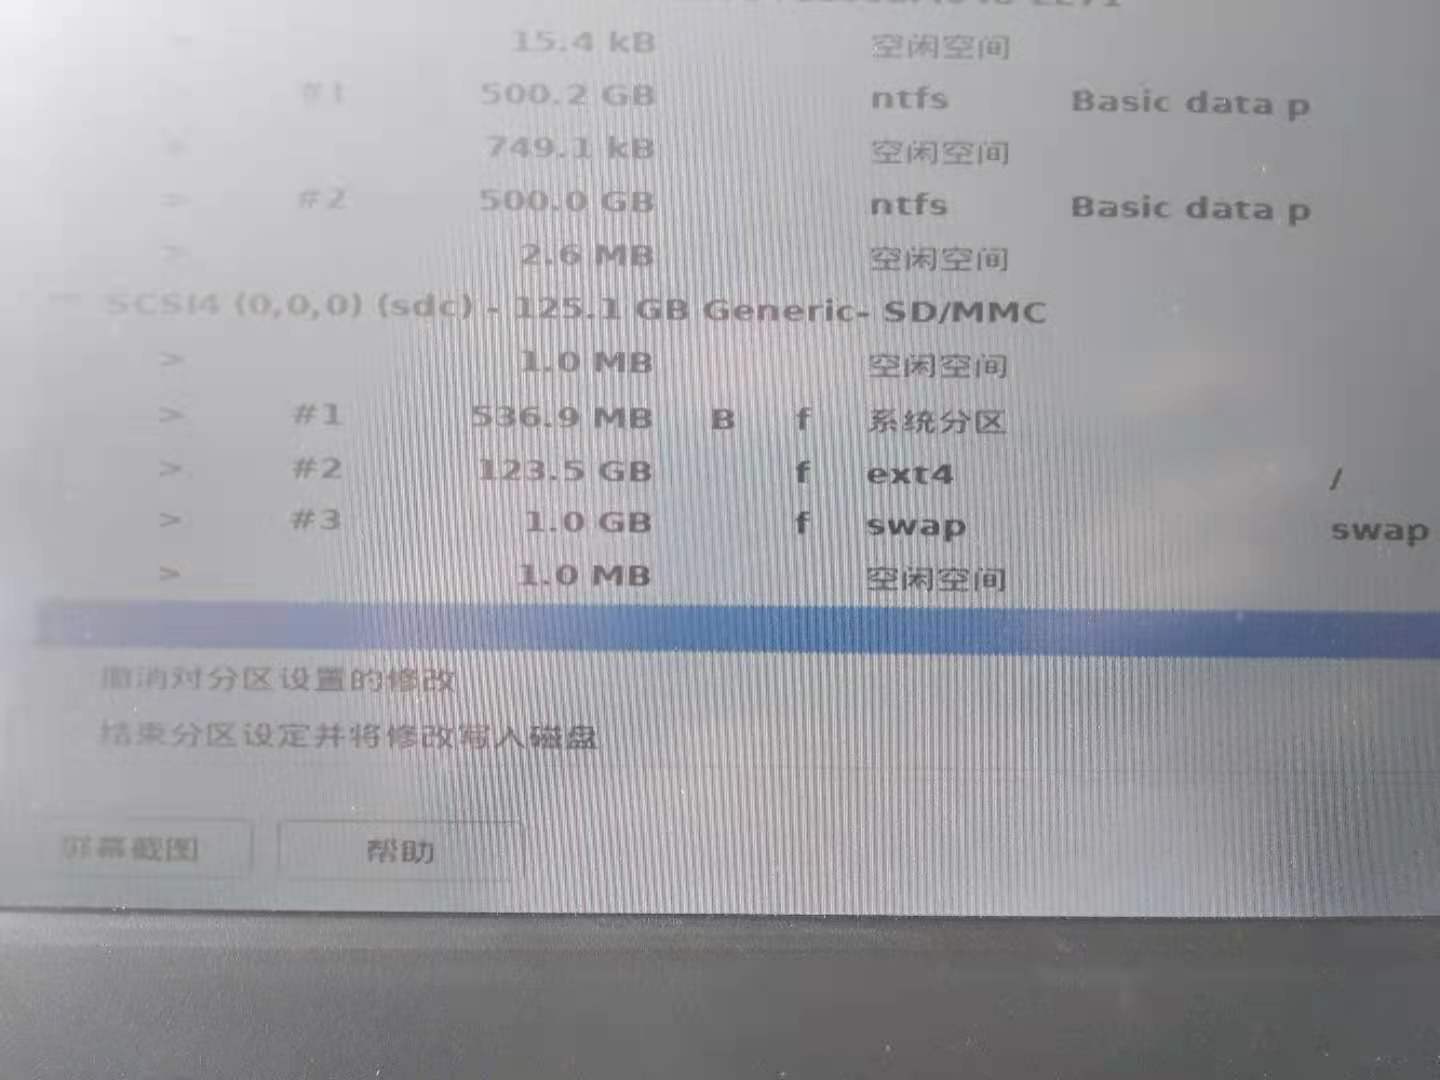 15.4 kB 空闲空间
#1 500.2 GB ntfs Basic data p
749.1 kB 空闲空间
> #2 500.0 GB ntfs Basic data p
> 2.6 MB 空闲空间
SCSI4 (0,0,0) (sdc) - 125.1 GB Generic- SD/MMC
> 1.0 MB 空闲空间
> #1 536.9 MB B f 系统分区
> #2 123.5 GB f ext4 /
> #3 1.0 GB f swap swap
> 1.0 MB 空闲空间
撤消对分区设置的修改
结束分区设定并将修改写入磁盘
屏幕截图 帮助